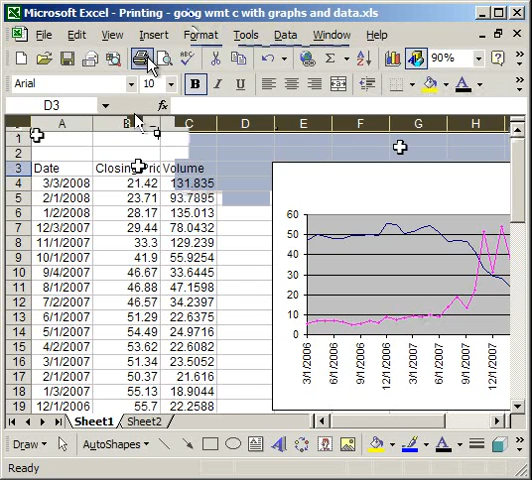 Microsoft Excel - Printing - goog wmt c with graphs and data.xls
File Edit View Insert Format Tools Data Window
90%
Arial 10 B I U
D3 fx
A B C D E F G H
1
2
3 Date Closing Pric Volume
4 3/3/2008 21.42 131.835
5 2/1/2008 23.71 93.7895
6 1/2/2008 28.17 135.013
7 12/3/2007 29.44 78.0432
8 11/1/2007 33.3 129.239
9 10/1/2007 41.9 55.9254
10 9/4/2007 46.67 33.6445
11 8/1/2007 46.88 47.1598
12 7/2/2007 46.57 34.2397
13 6/1/2007 51.29 22.6375
14 5/1/2007 54.49 24.9716
15 4/2/2007 53.62 22.6082
16 3/1/2007 51.34 23.5052
17 2/1/2007 50.37 21.616
18 1/3/2007 55.13 18.9044
19 12/1/2006 55.7 22.2588
60
50
40
30
20
10
0
3/1/2006 6/1/2006 9/1/2006 12/1/2006 3/1/2007 6/1/2007 9/1/2007 12/1/2007
Sheet1 Sheet2
Draw AutoShapes
Ready